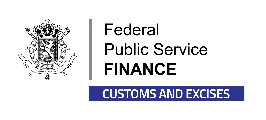 Federal
Public Service
FINANCE
CUSTOMS AND EXCISES